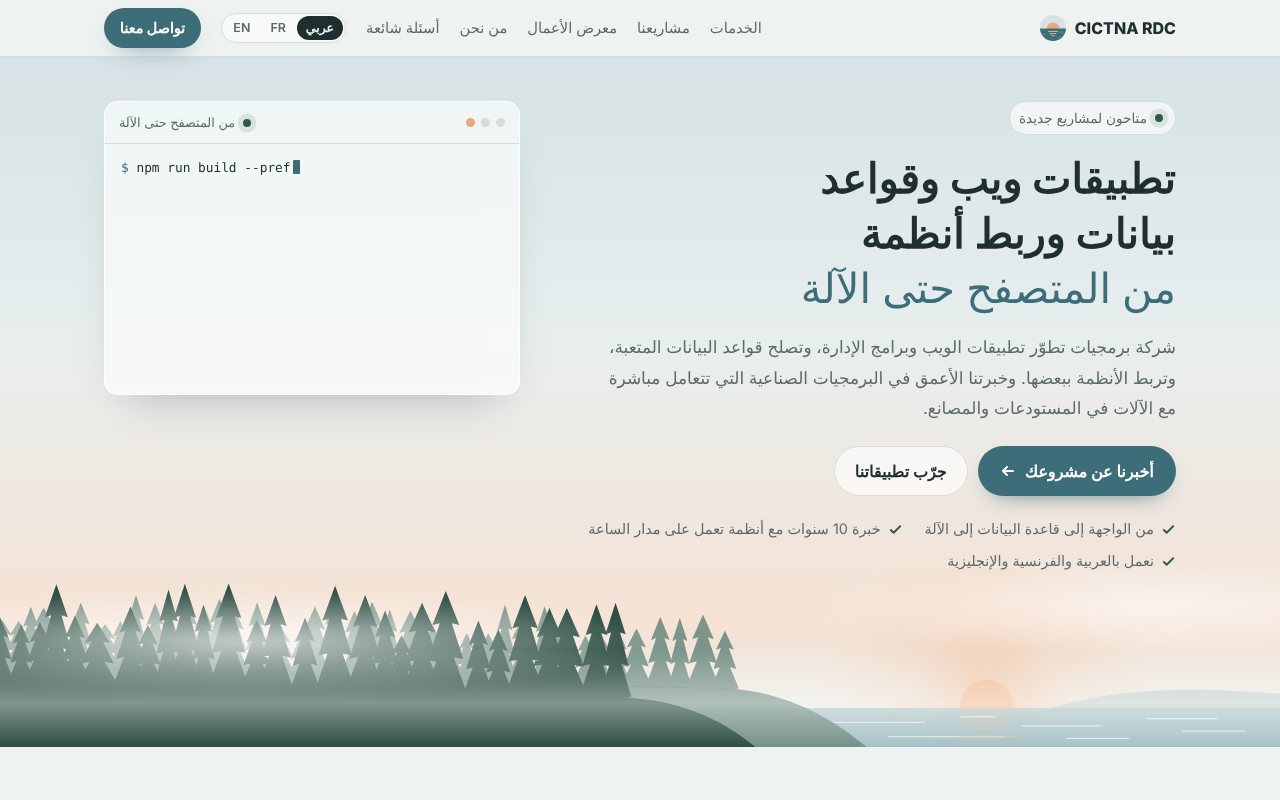 CICTNA RDC
الخدمات
مشاريعنا
معرض الأعمال
من نحن
أسئلة شائعة
عربي
FR
EN
تواصل معنا
متاحون لمشاريع جديدة
تطبيقات ويب وقواعد
بيانات وربط أنظمة
من المتصفح حتى الآلة
شركة برمجيات تطوّر تطبيقات الويب وبرامج الإدارة، وتصلح قواعد البيانات المتعبة،
وتربط الأنظمة ببعضها. وخبرتنا الأعمق في البرمجيات الصناعية التي تتعامل مباشرة
مع الآلات في المستودعات والمصانع.
أخبرنا عن مشروعك ←
جرّب تطبيقاتنا
من الواجهة إلى قاعدة البيانات إلى الآلة
خبرة 10 سنوات مع أنظمة تعمل على مدار الساعة
نعمل بالعربية والفرنسية والإنجليزية
من المتصفح حتى الآلة
$ npm run build --pref